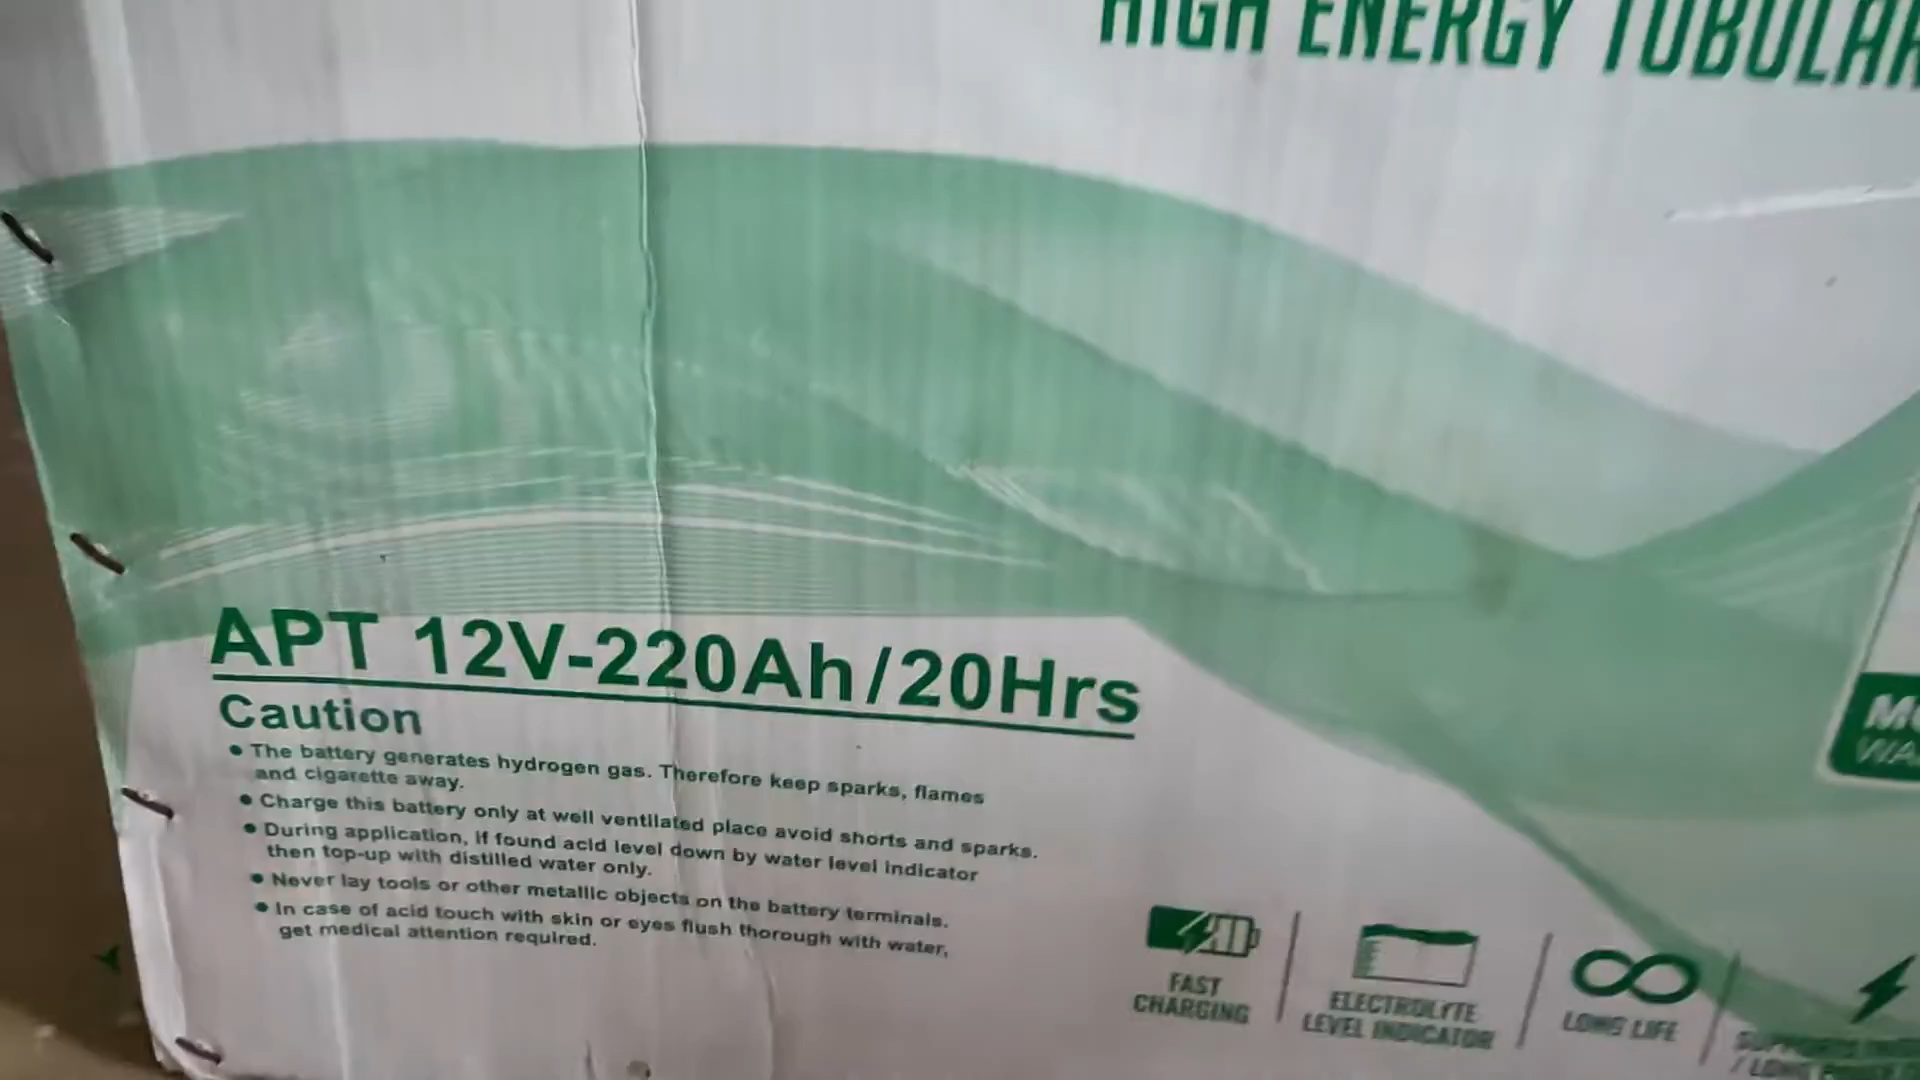 HIGH ENERGY TUBULAR
APT 12V-220Ah/20Hrs
Caution
• The battery generates hydrogen gas. Therefore keep sparks, flames
and cigarette away.
• Charge this battery only at well ventilated place avoid shorts and sparks.
• During application, if found acid level down by water level indicator
then top-up with distilled water only.
• Never lay tools or other metallic objects on the battery terminals.
• In case of acid touch with skin or eyes flush thorough with water,
get medical attention required.
FAST
CHARGING
ELECTROLYTE
LEVEL INDICATOR
LONG LIFE